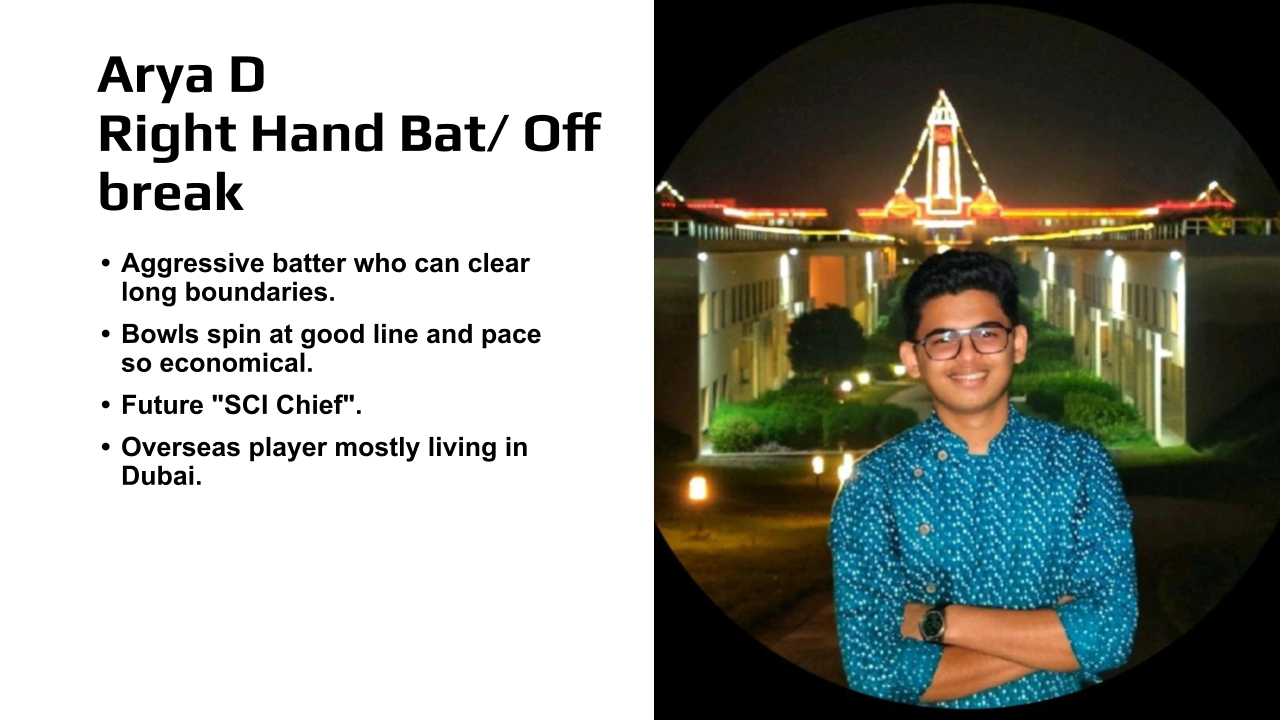 Arya D
Right Hand Bat/ Off
break
• Aggressive batter who can clear
long boundaries.
• Bowls spin at good line and pace
so economical.
• Future "SCI Chief".
• Overseas player mostly living in
Dubai.